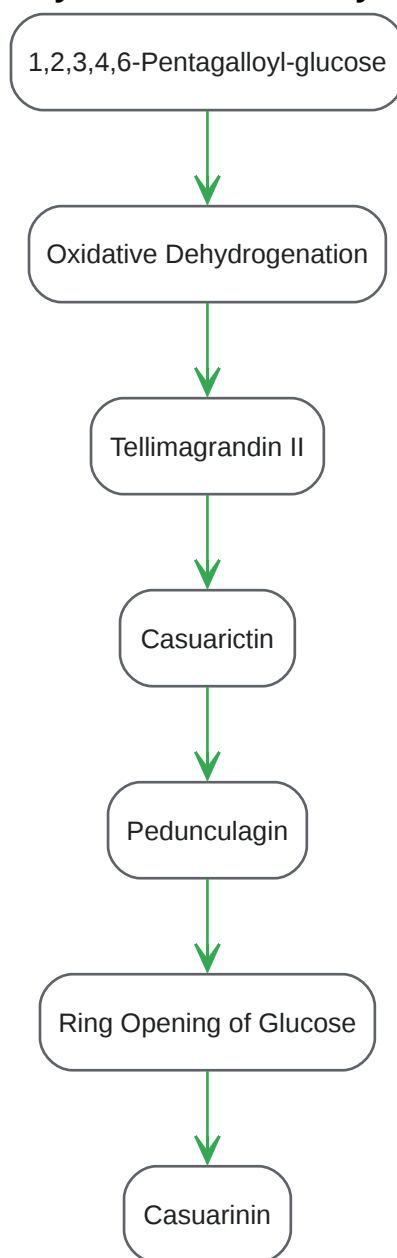 1,2,3,4,6-Pentagalloyl-glucose
Oxidative Dehydrogenation
Tellimagrandin II
Casuarictin
Pedunculagin
Ring Opening of Glucose
Casuarinin